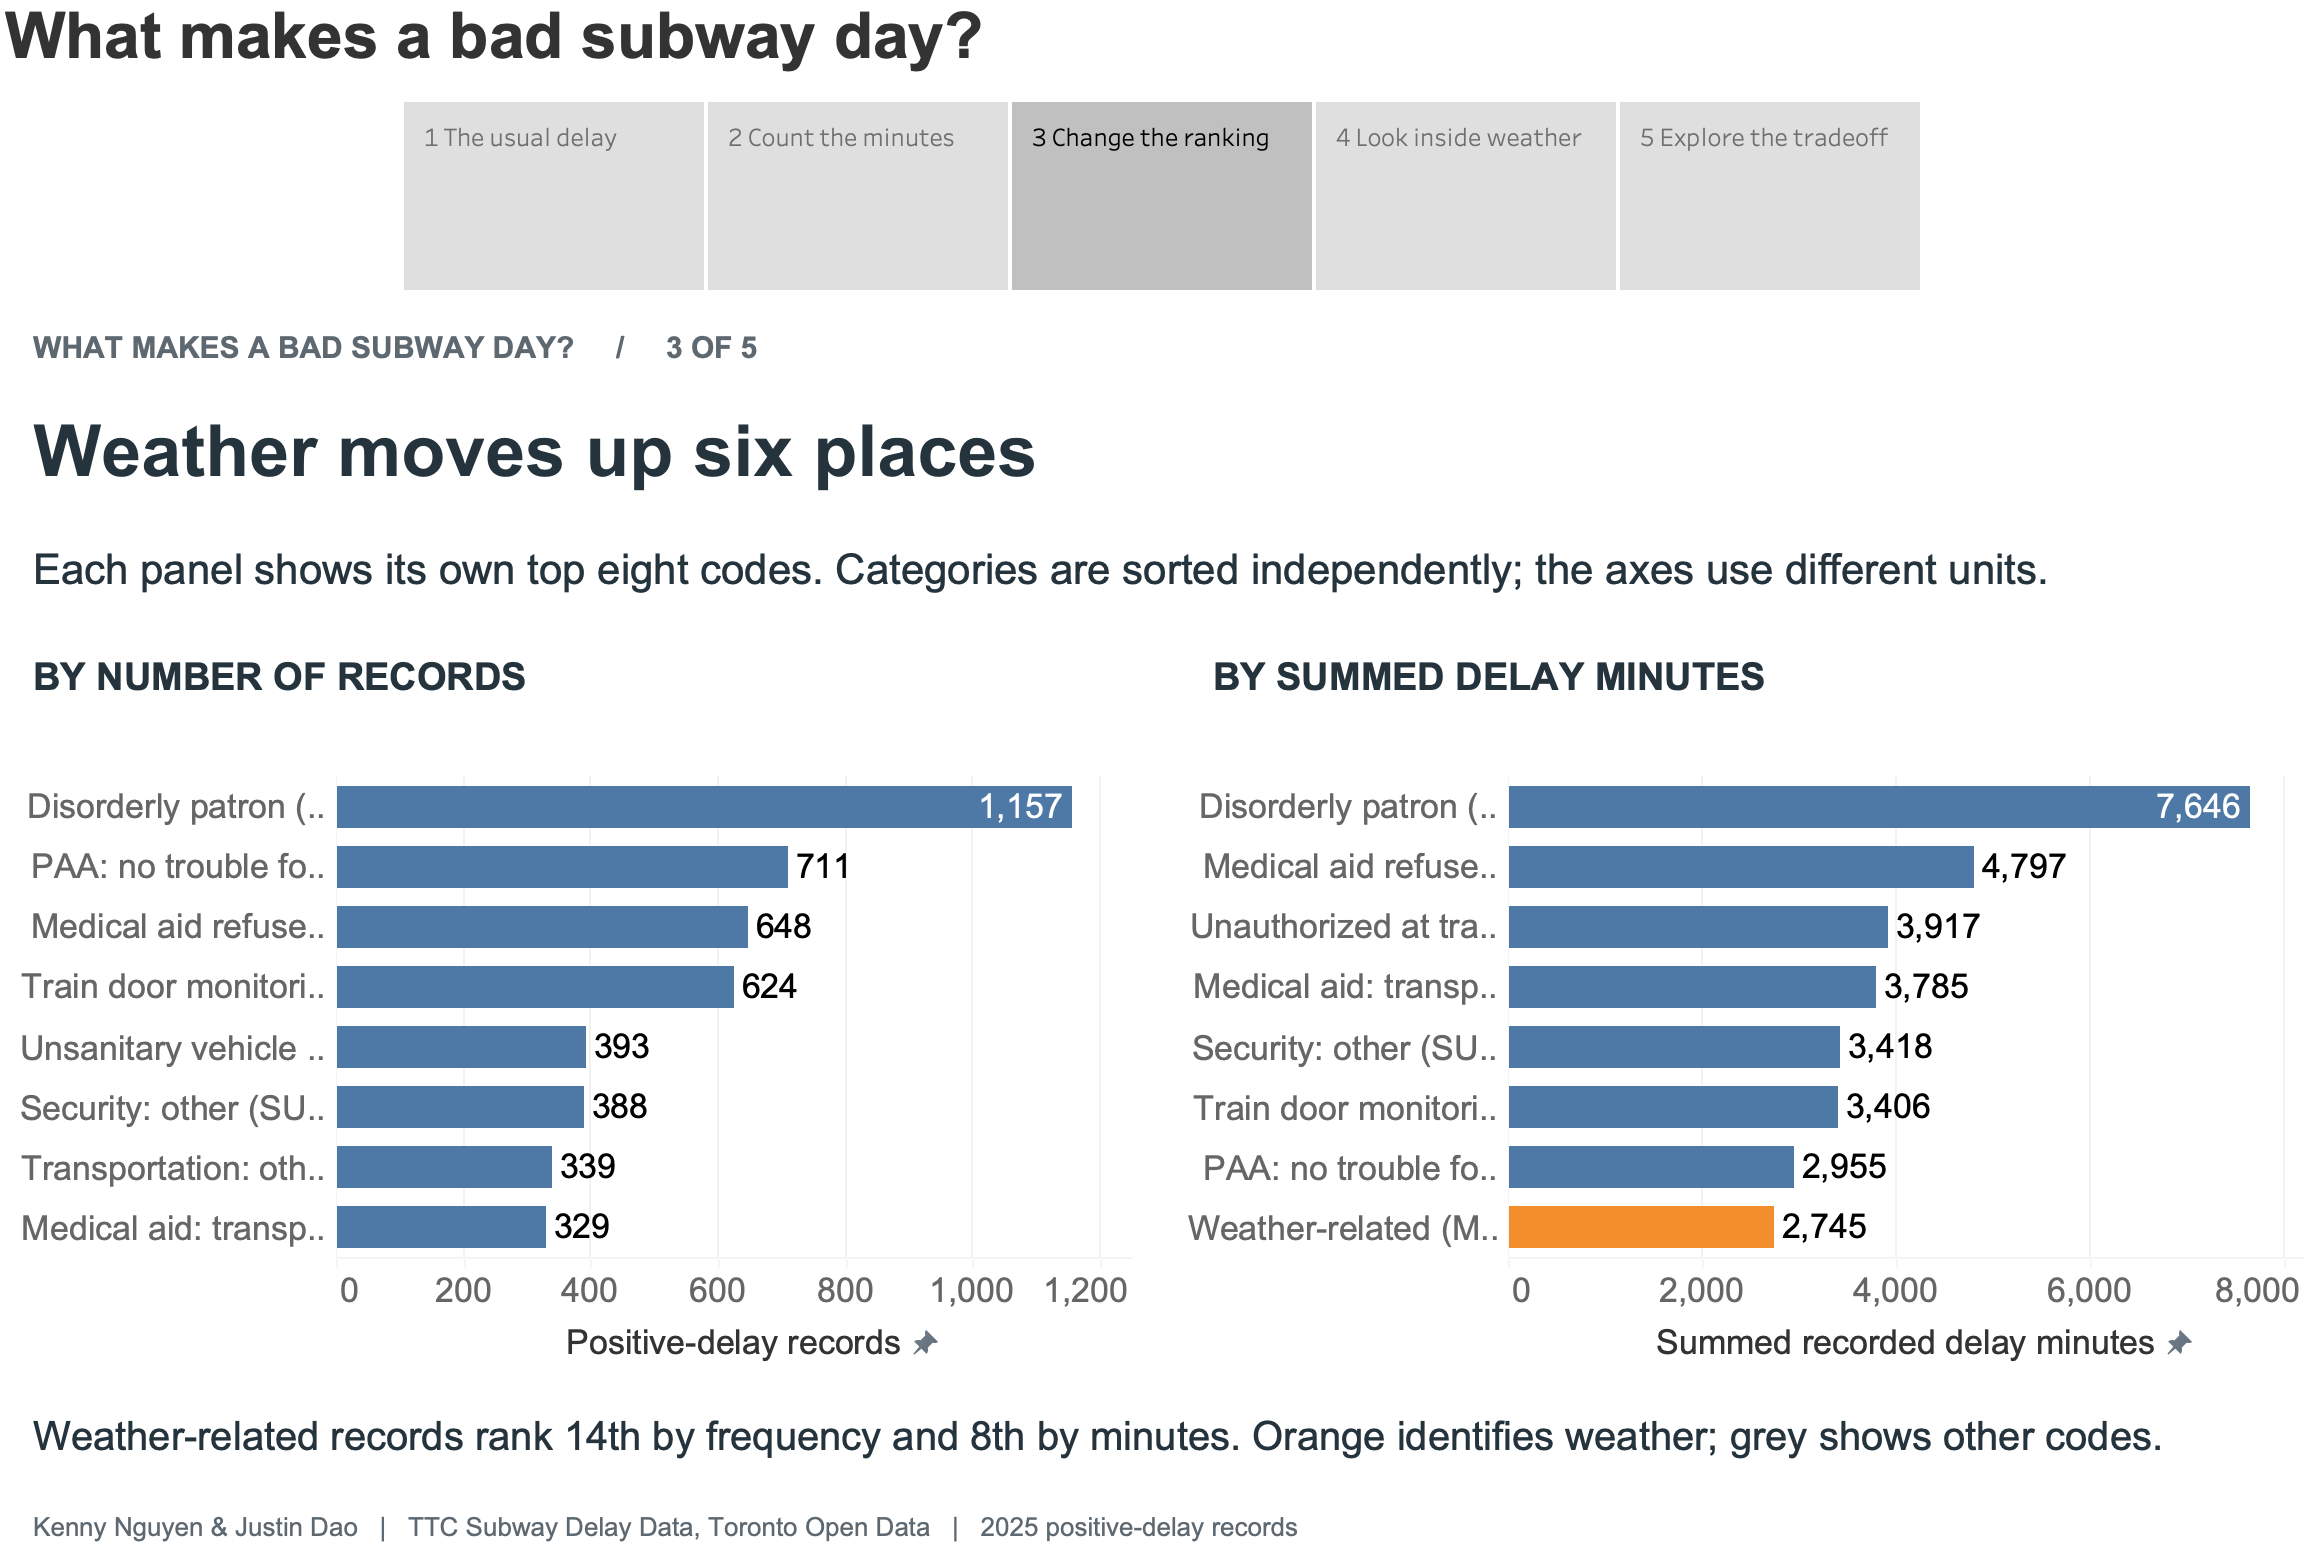 What makes a bad subway day?
1 The usual delay
2 Count the minutes
3 Change the ranking
4 Look inside weather
5 Explore the tradeoff
WHAT MAKES A BAD SUBWAY DAY? / 3 OF 5
Weather moves up six places
Each panel shows its own top eight codes. Categories are sorted independently; the axes use different units.
BY NUMBER OF RECORDS
Disorderly patron (.. 1,157
PAA: no trouble fo.. 711
Medical aid refuse.. 648
Train door monitori.. 624
Unsanitary vehicle .. 393
Security: other (SU.. 388
Transportation: oth.. 339
Medical aid: transp.. 329
0 200 400 600 800 1,000 1,200
Positive-delay records
BY SUMMED DELAY MINUTES
Disorderly patron (.. 7,646
Medical aid refuse.. 4,797
Unauthorized at tra.. 3,917
Medical aid: transp.. 3,785
Security: other (SU.. 3,418
Train door monitori.. 3,406
PAA: no trouble fo.. 2,955
Weather-related (M.. 2,745
0 2,000 4,000 6,000 8,000
Summed recorded delay minutes
Weather-related records rank 14th by frequency and 8th by minutes. Orange identifies weather; grey shows other codes.
Kenny Nguyen & Justin Dao | TTC Subway Delay Data, Toronto Open Data | 2025 positive-delay records